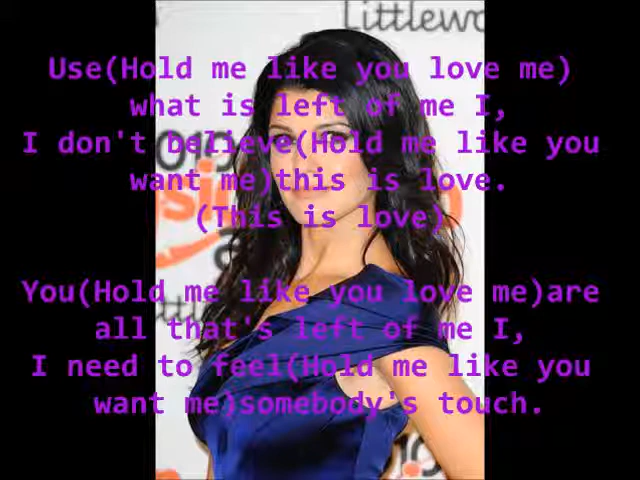 Littlewo
Use(Hold me like you love me)
what is left of me I,
I don't believe(Hold me like you
want me)this is love.
(This is love)
You(Hold me like you love me)are
all that's left of me I,
I need to feel(Hold me like you
want me)somebody's touch.